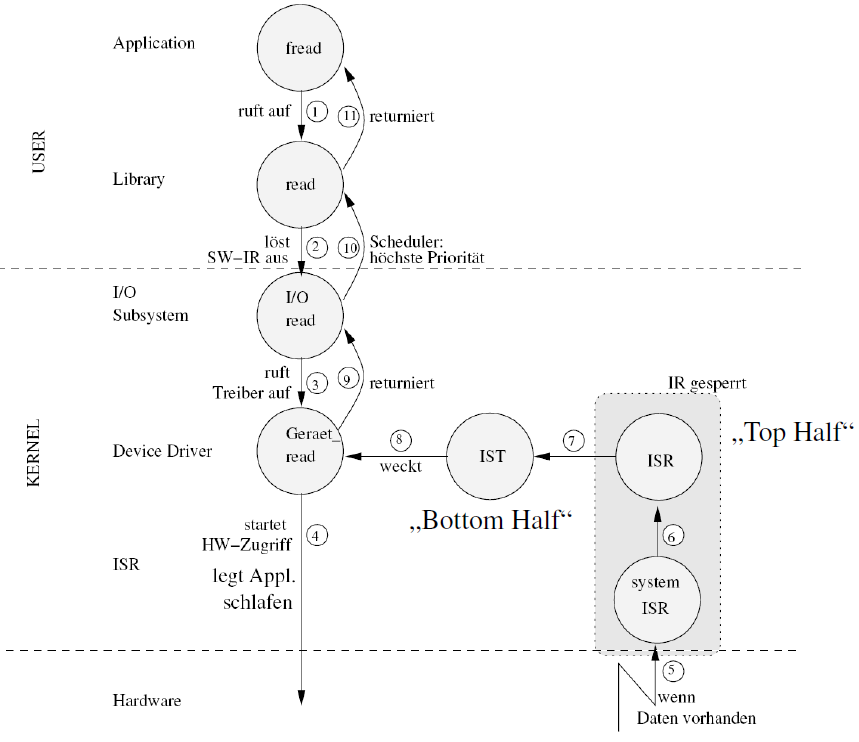 Application
fread
ruft auf
1
11
returniert
USER
Library
read
löst
SW-IR aus
2
10
Scheduler:
höchste Priorität
I/O
Subsystem
I/O
read
ruft
Treiber auf
3
9
returniert
IR gesperrt
KERNEL
Device Driver
Geraet_
read
8
weckt
IST
7
ISR
„Top Half“
„Bottom Half“
startet
HW-Zugriff
4
legt Appl.
schlafen
ISR
6
system
ISR
Hardware
5
wenn
Daten vorhanden